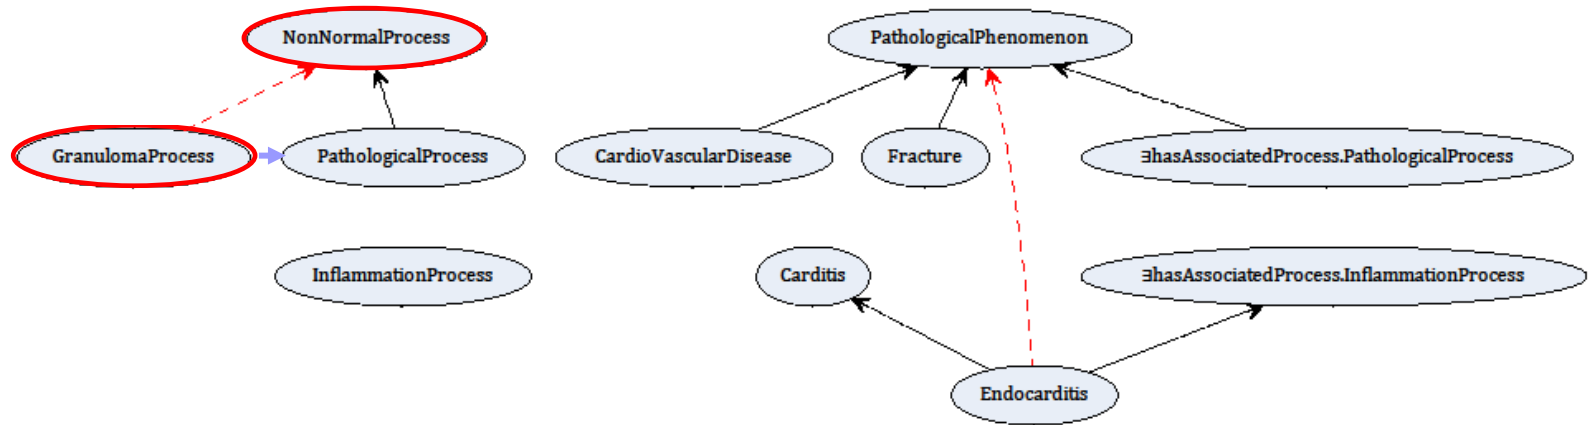 NonNormalProcess
PathologicalPhenomenon
GranulomaProcess
PathologicalProcess
CardioVascularDisease
Fracture
∃hasAssociatedProcess.PathologicalProcess
InflammationProcess
Carditis
∃hasAssociatedProcess.InflammationProcess
Endocarditis